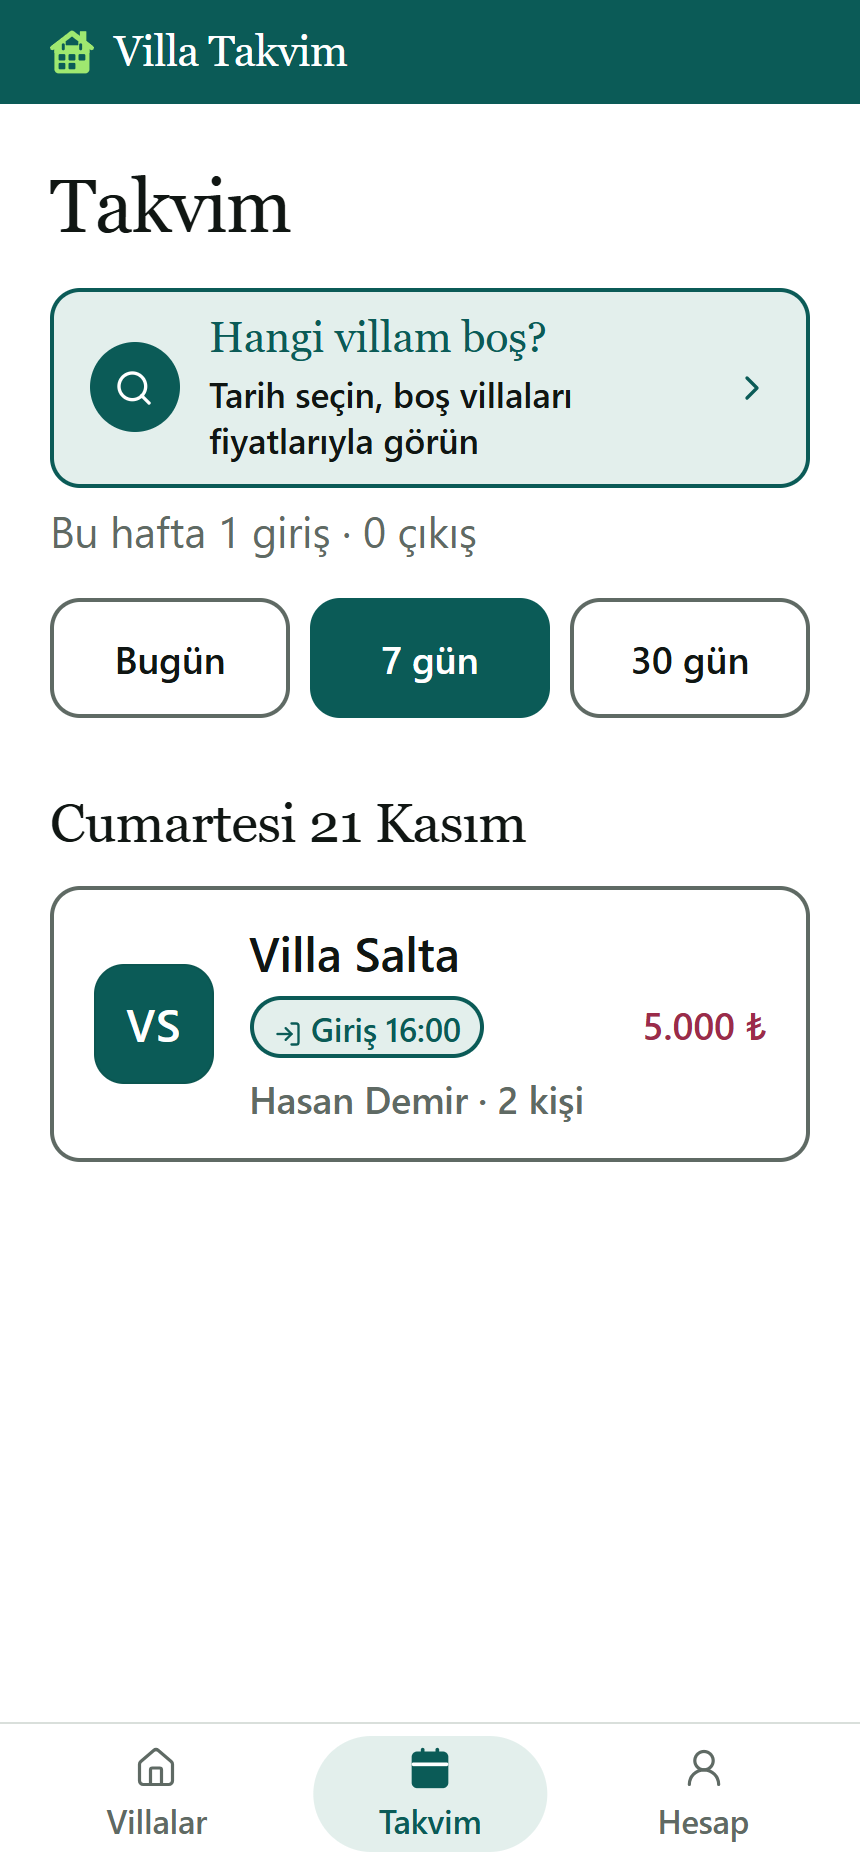 Villa Takvim
Takvim
Hangi villam boş?
Tarih seçin, boş villaları
fiyatlarıyla görün
Bu hafta 1 giriş · 0 çıkış
Bugün
7 gün
30 gün
Cumartesi 21 Kasım
VS
Villa Salta
Giriş 16:00
Hasan Demir · 2 kişi
5.000 ₺
Villalar
Takvim
Hesap